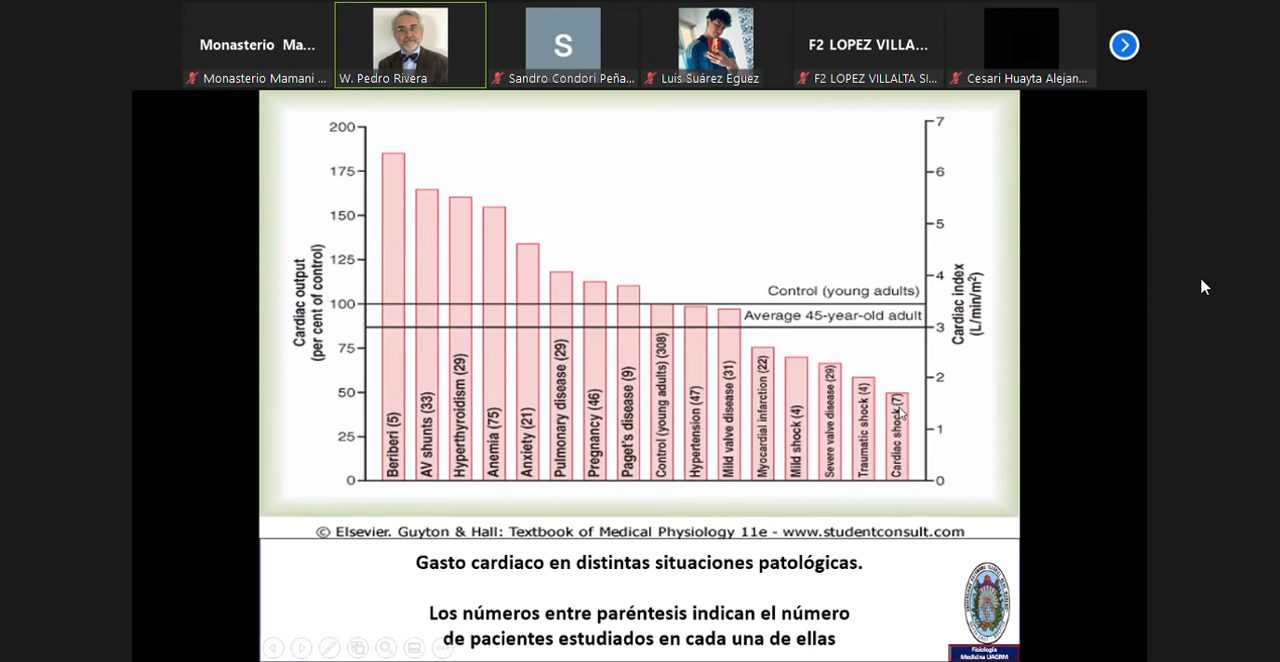 Monasterio Ma...
S
F2 LOPEZ VILLA...
Monasterio Mamani ...
W. Pedro Rivera
Sandro Condori Peña...
Luis Suárez Eguez
F2 LOPEZ VILLALTA SI...
Cesari Huayta Alejan...
Cardiac output
(per cent of control)
200
175
150
125
100
75
50
25
0
7
6
5
4
3
2
1
0
Cardiac index
(L/min/m²)
Control (young adults)
Average 45-year-old adult
Beriberi (5)
AV shunts (33)
Hyperthyroidism (29)
Anemia (75)
Anxiety (21)
Pulmonary disease (29)
Pregnancy (46)
Paget's disease (9)
Control (young adults) (308)
Hypertension (47)
Mild valve disease (31)
Myocardial infarction (22)
Mild shock (4)
Severe valve disease (29)
Traumatic shock (4)
Cardiac shock (7)
© Elsevier. Guyton & Hall: Textbook of Medical Physiology 11e - www.studentconsult.com
Gasto cardiaco en distintas situaciones patológicas.
Los números entre paréntesis indican el número
de pacientes estudiados en cada una de ellas
Fisiología
Medicina UAGRM